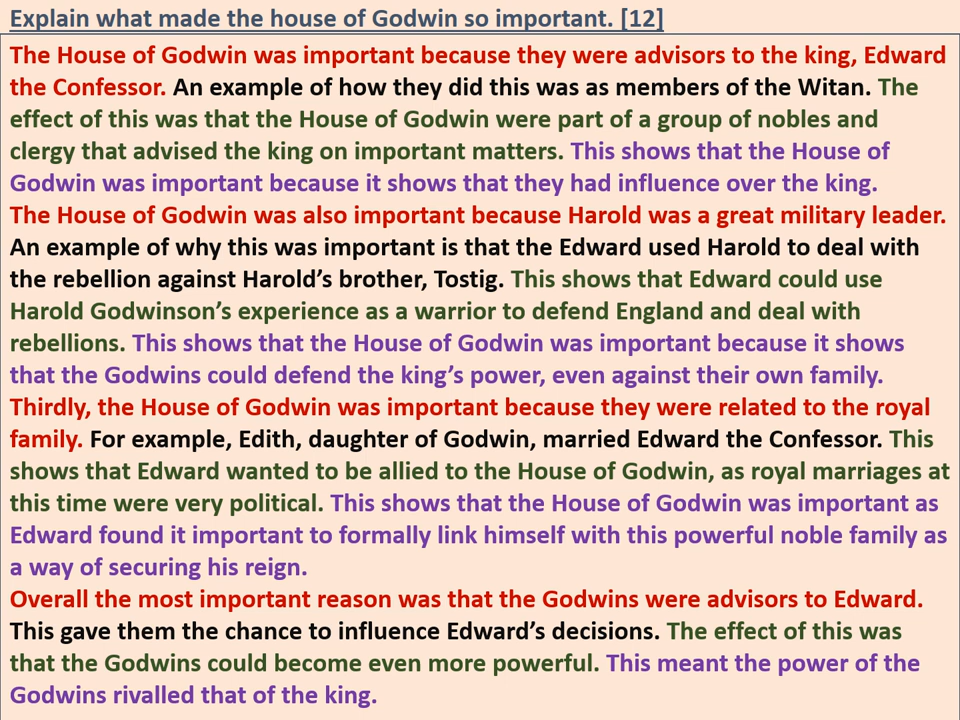 Explain what made the house of Godwin so important. [12]
The House of Godwin was important because they were advisors to the king, Edward
the Confessor. An example of how they did this was as members of the Witan. The
effect of this was that the House of Godwin were part of a group of nobles and
clergy that advised the king on important matters. This shows that the House of
Godwin was important because it shows that they had influence over the king.
The House of Godwin was also important because Harold was a great military leader.
An example of why this was important is that the Edward used Harold to deal with
the rebellion against Harold’s brother, Tostig. This shows that Edward could use
Harold Godwinson’s experience as a warrior to defend England and deal with
rebellions. This shows that the House of Godwin was important because it shows
that the Godwins could defend the king’s power, even against their own family.
Thirdly, the House of Godwin was important because they were related to the royal
family. For example, Edith, daughter of Godwin, married Edward the Confessor. This
shows that Edward wanted to be allied to the House of Godwin, as royal marriages at
this time were very political. This shows that the House of Godwin was important as
Edward found it important to formally link himself with this powerful noble family as
a way of securing his reign.
Overall the most important reason was that the Godwins were advisors to Edward.
This gave them the chance to influence Edward’s decisions. The effect of this was
that the Godwins could become even more powerful. This meant the power of the
Godwins rivalled that of the king.